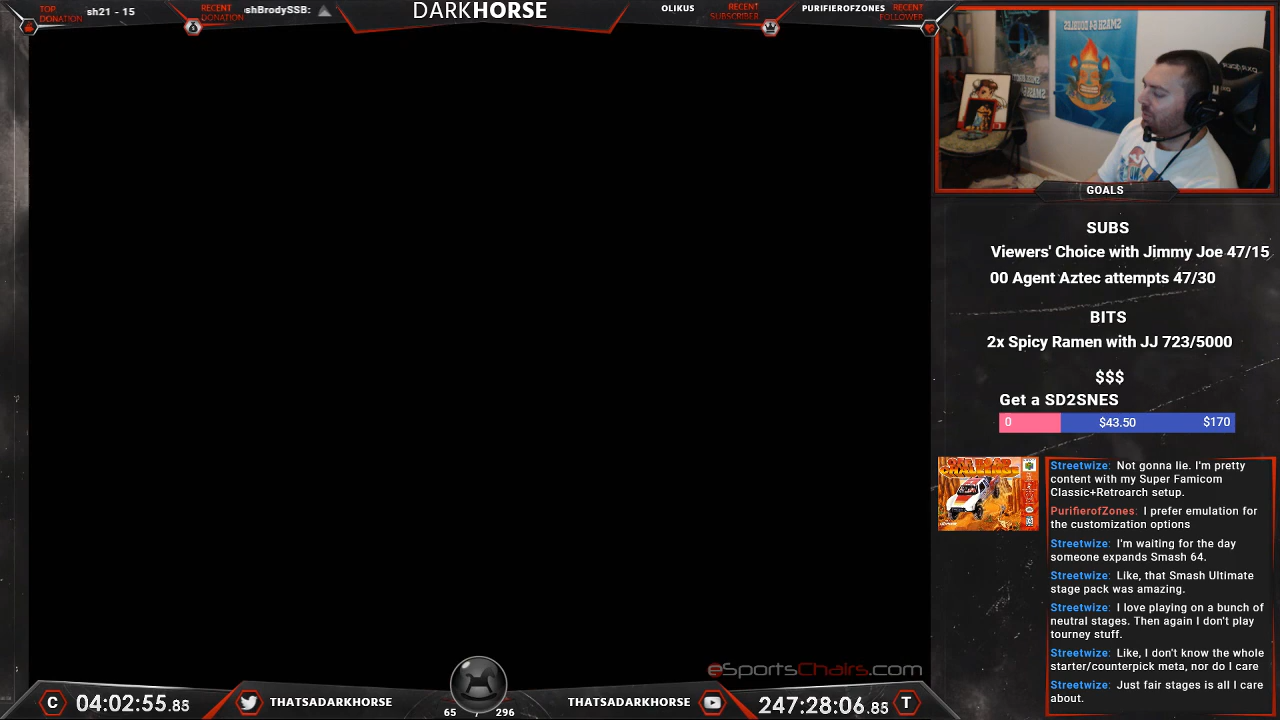 TOP
DONATION
sh21 - 15
RECENT
DONATION
shBrodySSB:
DARKHORSE
OLIKUS
RECENT
SUBSCRIBER
PURIFIEROFZONES
RECENT
FOLLOWER
SMASH 64 DOUBLES
GOALS
SUBS
Viewers' Choice with Jimmy Joe 47/15
00 Agent Aztec attempts 47/30
BITS
2x Spicy Ramen with JJ 723/5000
$$$
Get a SD2SNES
0 $43.50 $170
Streetwize: Not gonna lie. I'm pretty
content with my Super Famicom
Classic+Retroarch setup.
PurifierofZones: I prefer emulation for
the customization options
Streetwize: I'm waiting for the day
someone expands Smash 64.
Streetwize: Like, that Smash Ultimate
stage pack was amazing.
Streetwize: I love playing on a bunch of
neutral stages. Then again I don't play
tourney stuff.
Streetwize: Like, I don't know the whole
starter/counterpick meta, nor do I care
Streetwize: Just fair stages is all I care
about.
eSportsChairs.com
C 04:02:55.85
THATSADARKHORSE
65 / 296
THATSADARKHORSE
247:28:06.85 T